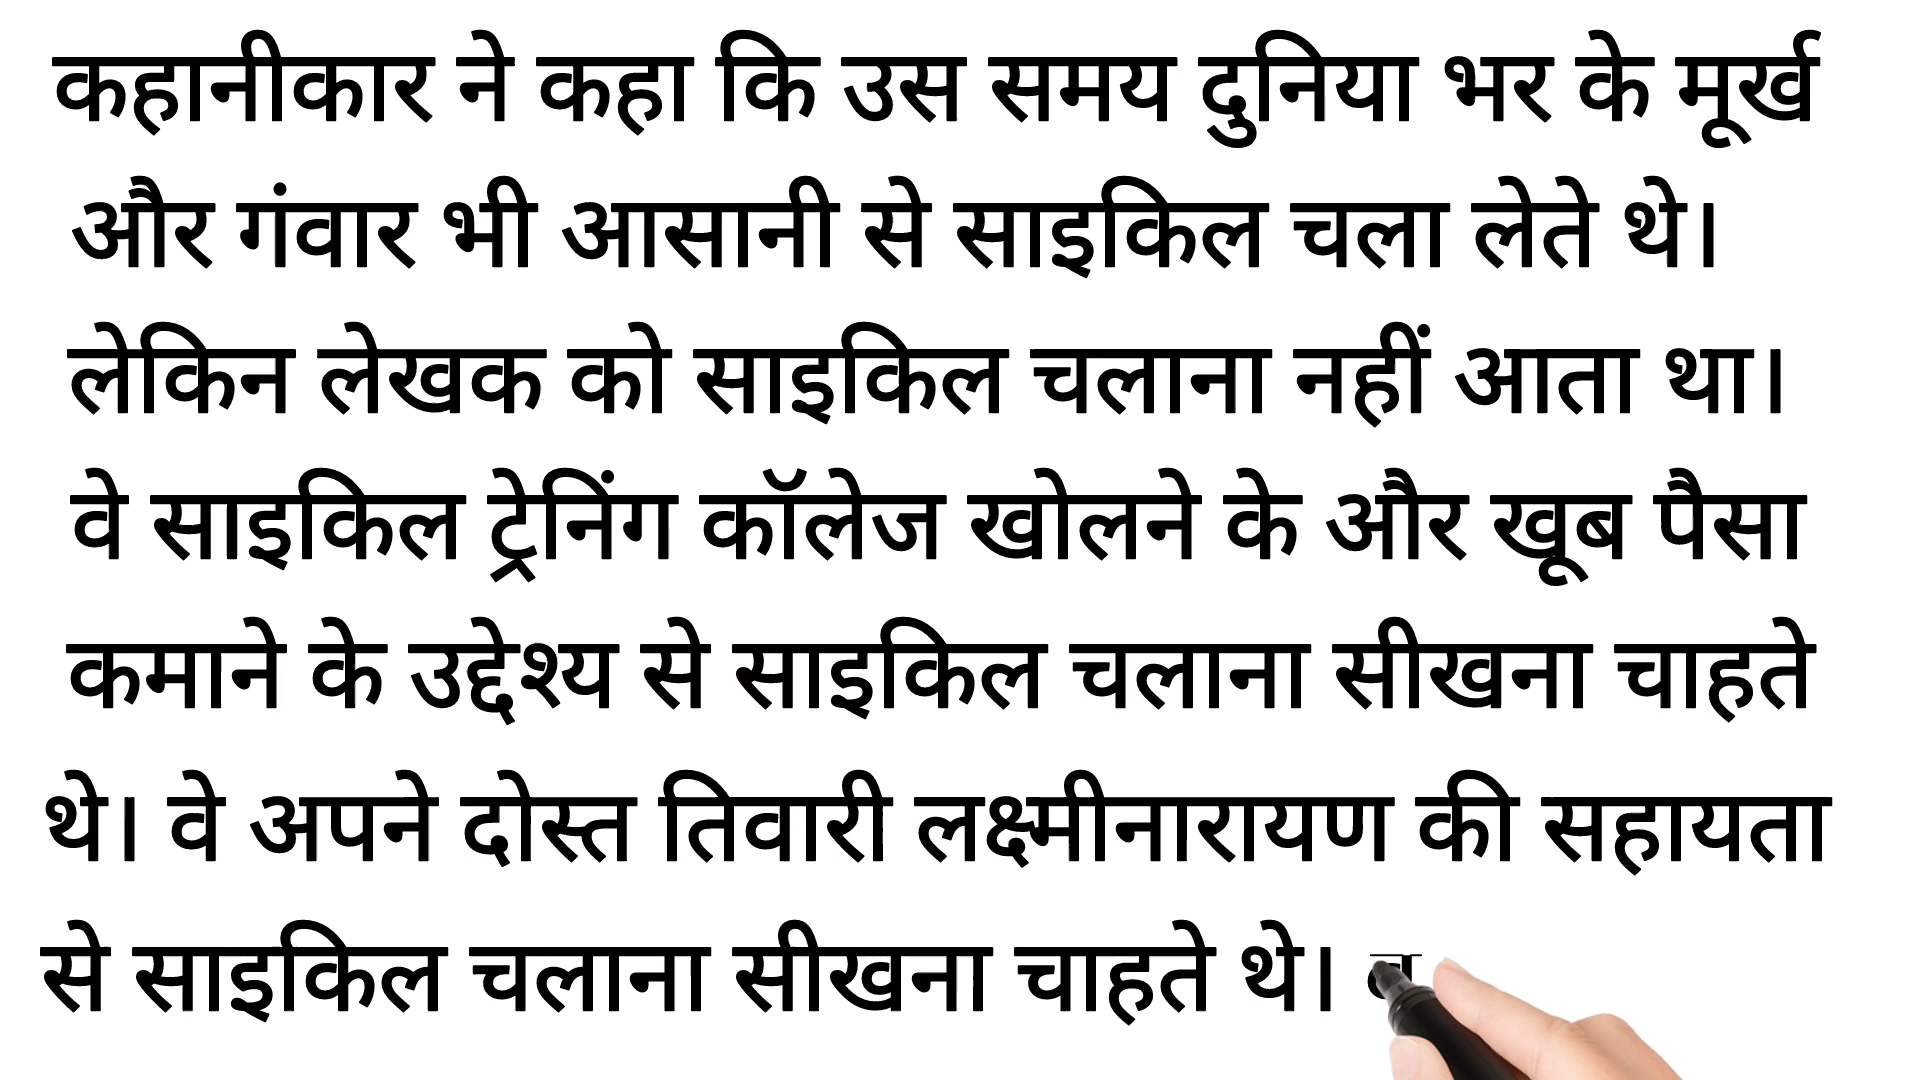 कहानीकार ने कहा कि उस समय दुनिया भर के मूर्ख
और गंवार भी आसानी से साइकिल चला लेते थे।
लेकिन लेखक को साइकिल चलाना नहीं आता था।
वे साइकिल ट्रेनिंग कॉलेज खोलने के और खूब पैसा
कमाने के उद्देश्य से साइकिल चलाना सीखना चाहते
थे। वे अपने दोस्त तिवारी लक्ष्मीनारायण की सहायता
से साइकिल चलाना सीखना चाहते थे।